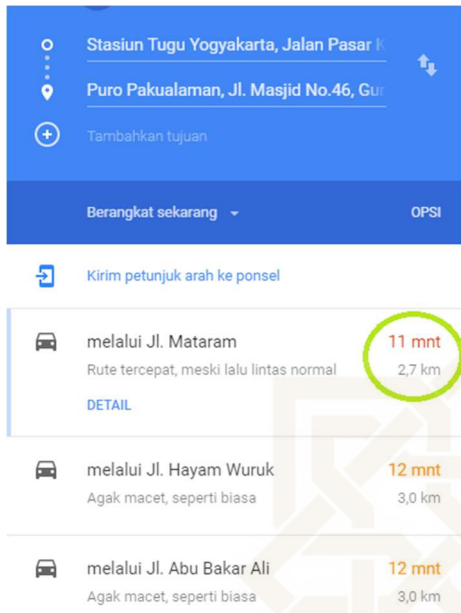 Stasiun Tugu Yogyakarta, Jalan Pasar K
Puro Pakualaman, Jl. Masjid No.46, Gur
Tambahkan tujuan
Berangkat sekarang
OPSI
Kirim petunjuk arah ke ponsel
melalui Jl. Mataram 11 mnt
Rute tercepat, meski lalu lintas normal 2,7 km
DETAIL
melalui Jl. Hayam Wuruk 12 mnt
Agak macet, seperti biasa 3,0 km
melalui Jl. Abu Bakar Ali 12 mnt
Agak macet, seperti biasa 3,0 km